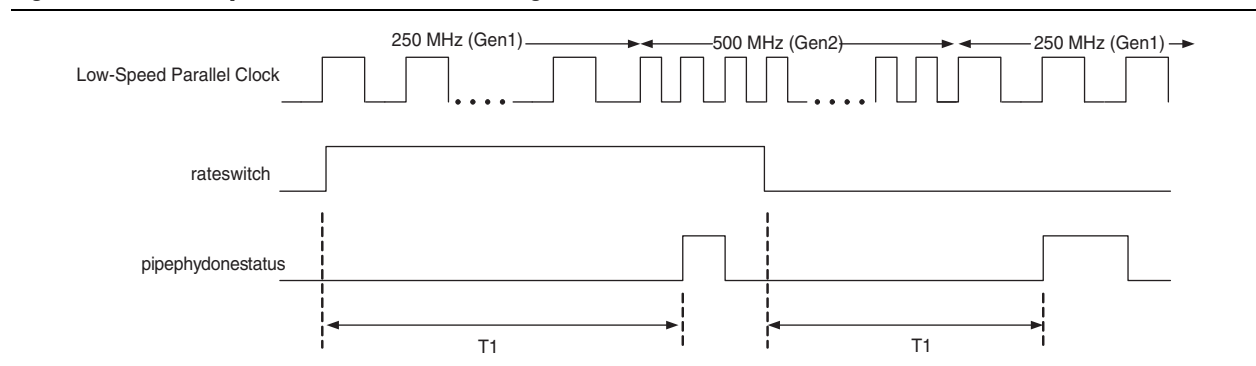 250 MHz (Gen1)
500 MHz (Gen2)
250 MHz (Gen1)
Low-Speed Parallel Clock
rateswitch
pipephydonestatus
T1
T1